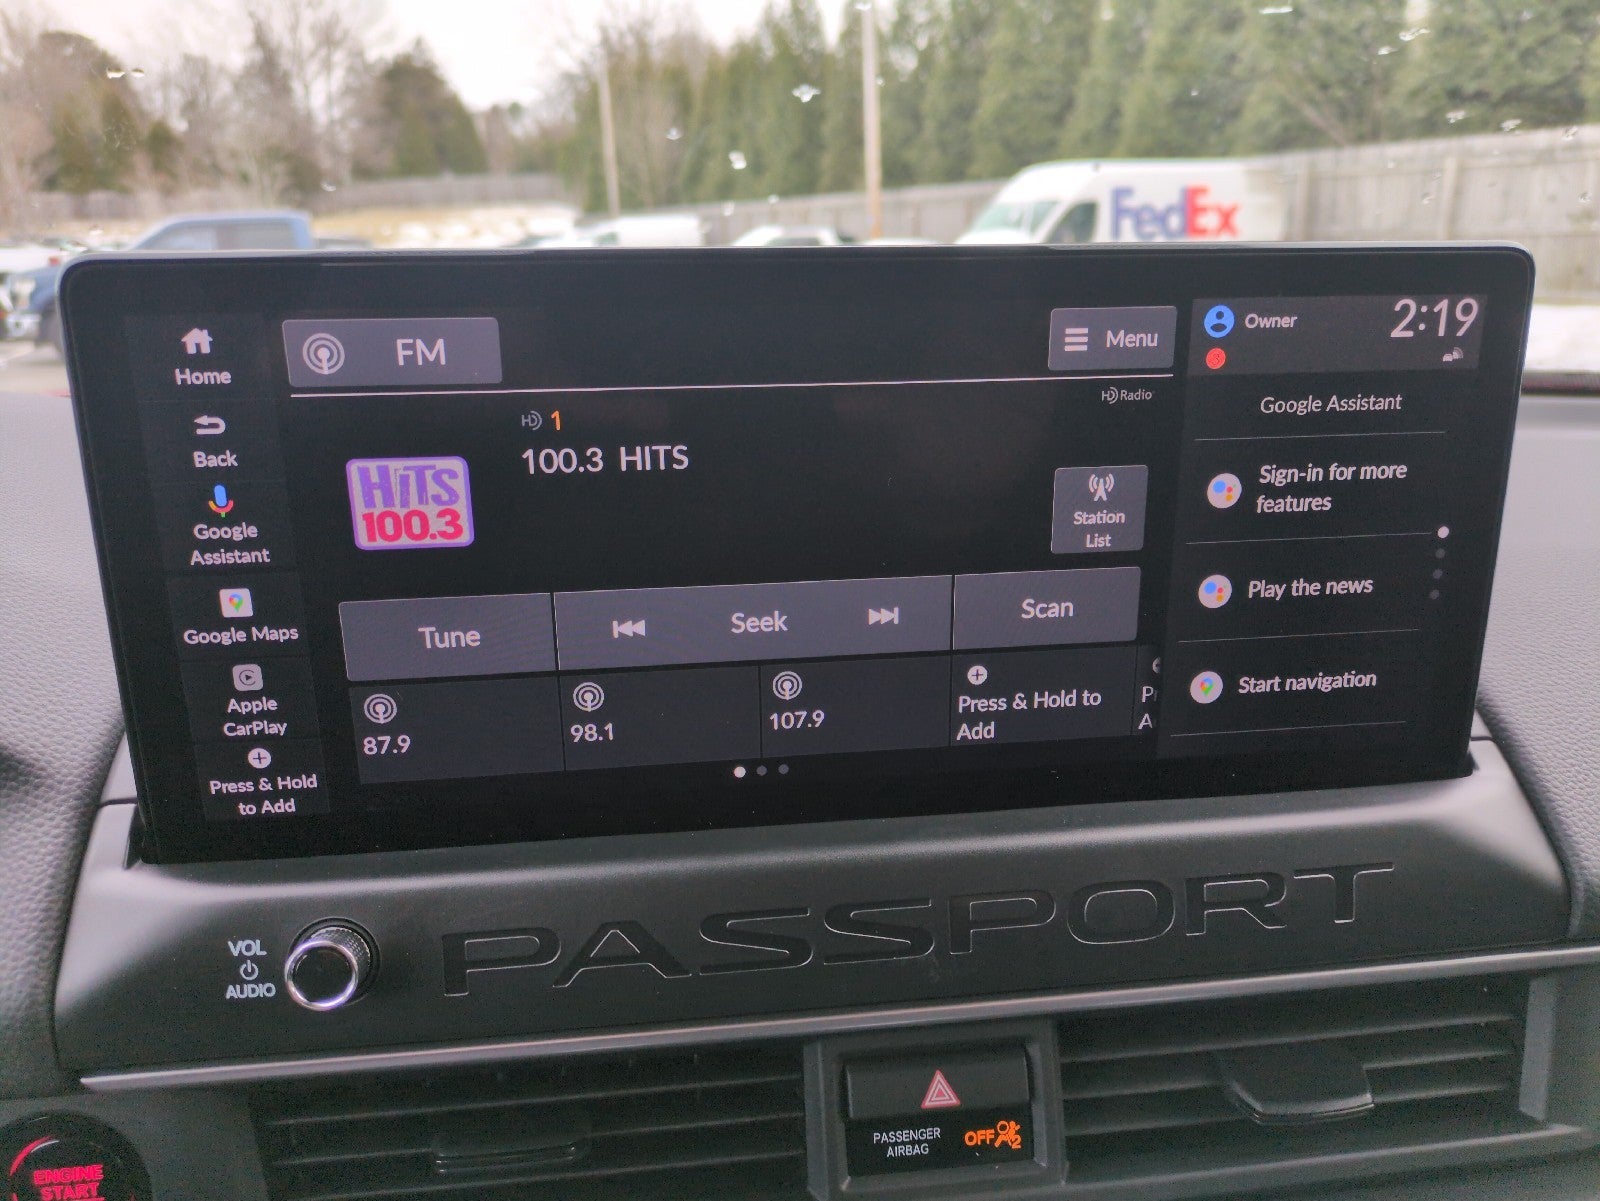 FedEx
Home
Back
Google
Assistant
Google Maps
Apple
CarPlay
Press & Hold
to Add
FM
Menu
HD Radio
HD 1
100.3 HITS
HiTS
100.3
Station
List
Tune
Seek
Scan
87.9
98.1
107.9
Press & Hold to
Add
Owner
2:19
Google Assistant
Sign-in for more
features
Play the news
Start navigation
VOL
AUDIO
PASSPORT
PASSENGER
AIRBAG
OFF
2
ENGINE
START